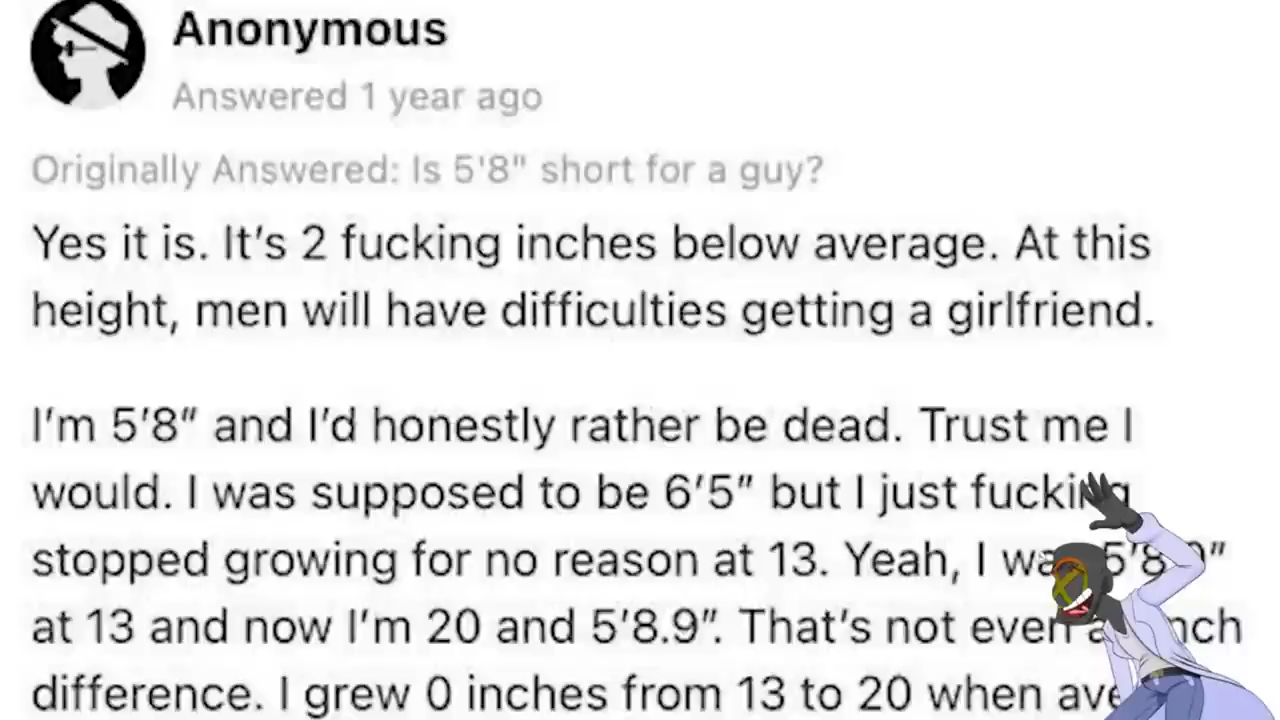 Anonymous
Answered 1 year ago
Originally Answered: Is 5'8" short for a guy?
Yes it is. It's 2 fucking inches below average. At this
height, men will have difficulties getting a girlfriend.
I'm 5'8" and I'd honestly rather be dead. Trust me I
would. I was supposed to be 6'5" but I just fucking
stopped growing for no reason at 13. Yeah, I
at 13 and now I'm 20 and 5'8.9". That's not even
difference. I grew 0 inches from 13 to 20 when